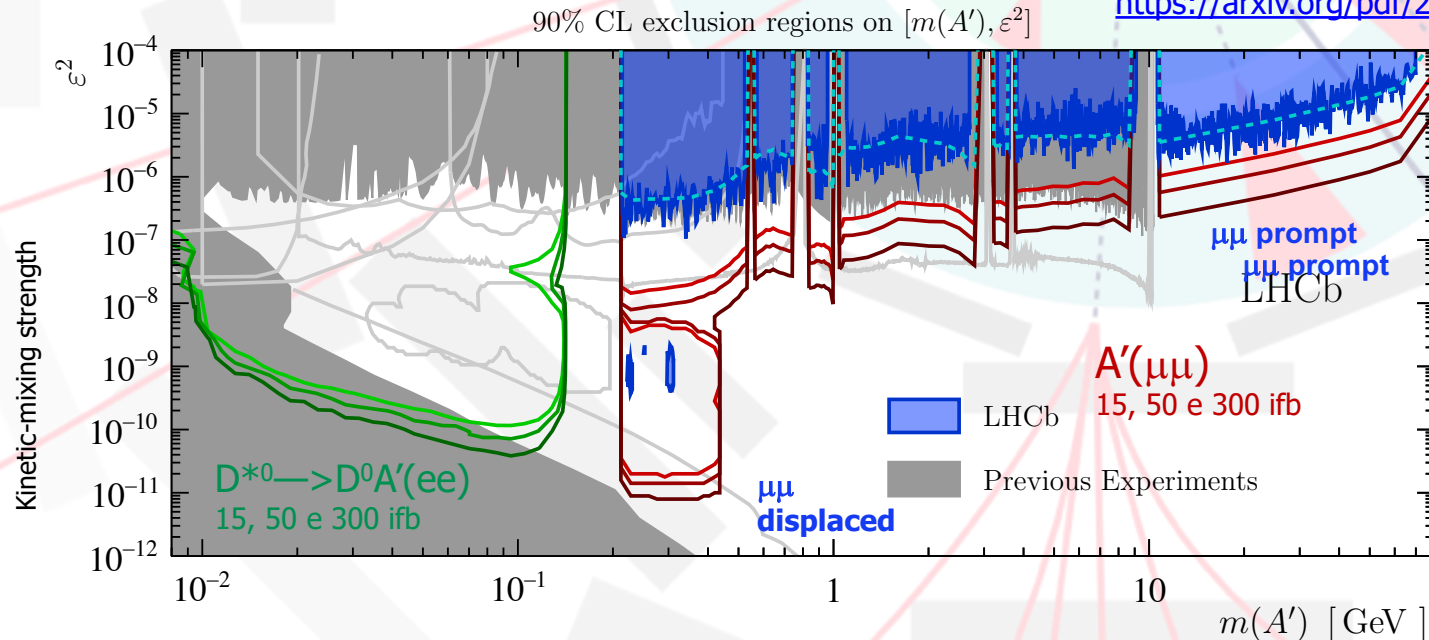 https://arxiv.org/pdf/2
90% CL exclusion regions on [m(A′), ε²]
ε²
10⁻⁴
10⁻⁵
10⁻⁶
10⁻⁷
10⁻⁸
10⁻⁹
10⁻¹⁰
10⁻¹¹
10⁻¹²
Kinetic-mixing strength
μμ prompt
μμ prompt
LHCb
A′(μμ)
15, 50 e 300 ifb
LHCb
Previous Experiments
D*⁰—>D⁰A′(ee)
15, 50 e 300 ifb
μμ
displaced
10⁻² 10⁻¹ 1 10
m(A′) [GeV]